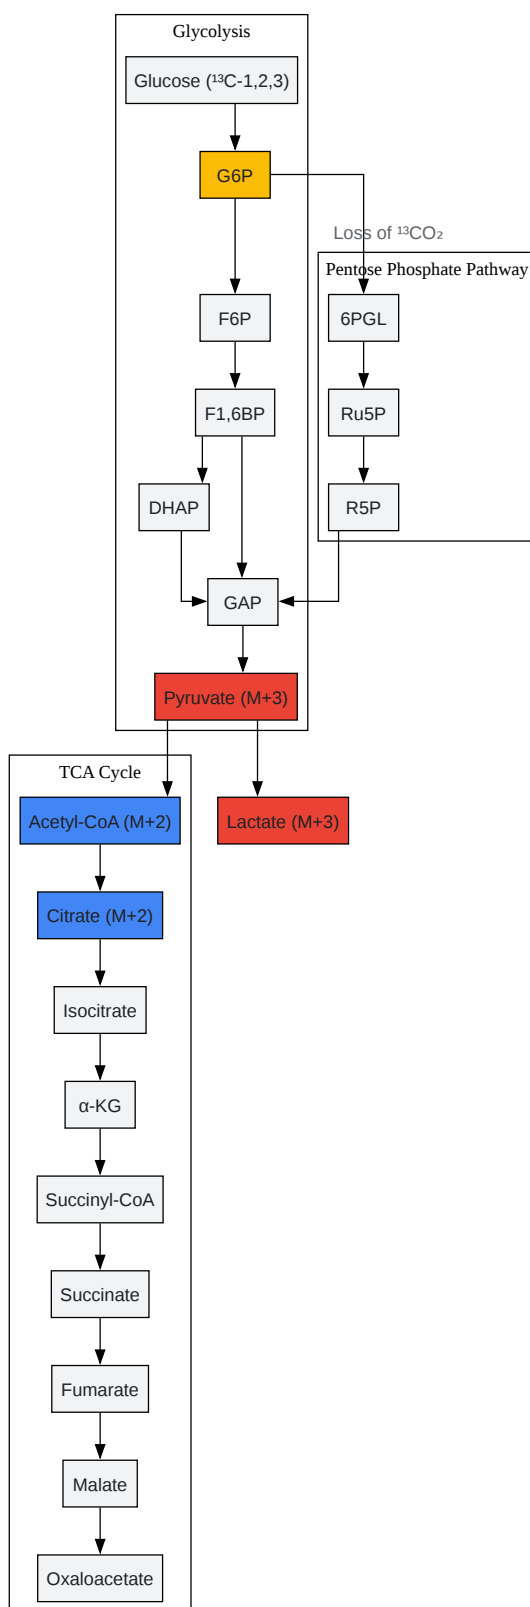 Glycolysis
Glucose (¹³C-1,2,3)
G6P
Loss of ¹³CO₂
Pentose Phosphate Pathway
F6P
6PGL
F1,6BP
Ru5P
DHAP
R5P
GAP
Pyruvate (M+3)
TCA Cycle
Acetyl-CoA (M+2)
Lactate (M+3)
Citrate (M+2)
Isocitrate
α-KG
Succinyl-CoA
Succinate
Fumarate
Malate
Oxaloacetate